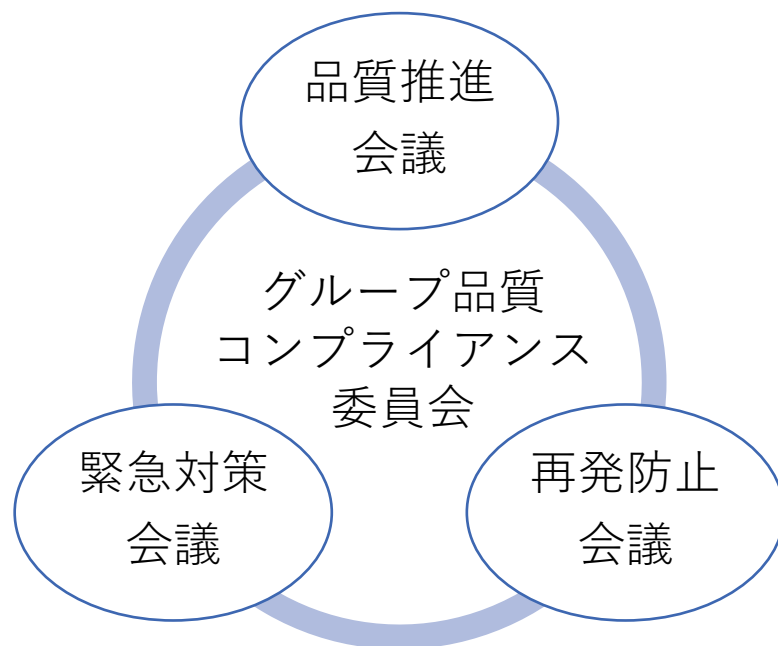 品質推進
会議
グループ品質
コンプライアンス
委員会
緊急対策
会議
再発防止
会議